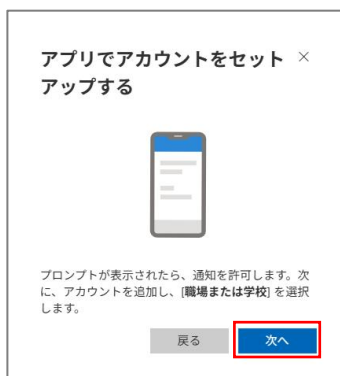 アプリでアカウントをセット
アップする
プロンプトが表示されたら、通知を許可します。次
に、アカウントを追加し、[職場または学校] を選択
します。
戻る
次へ